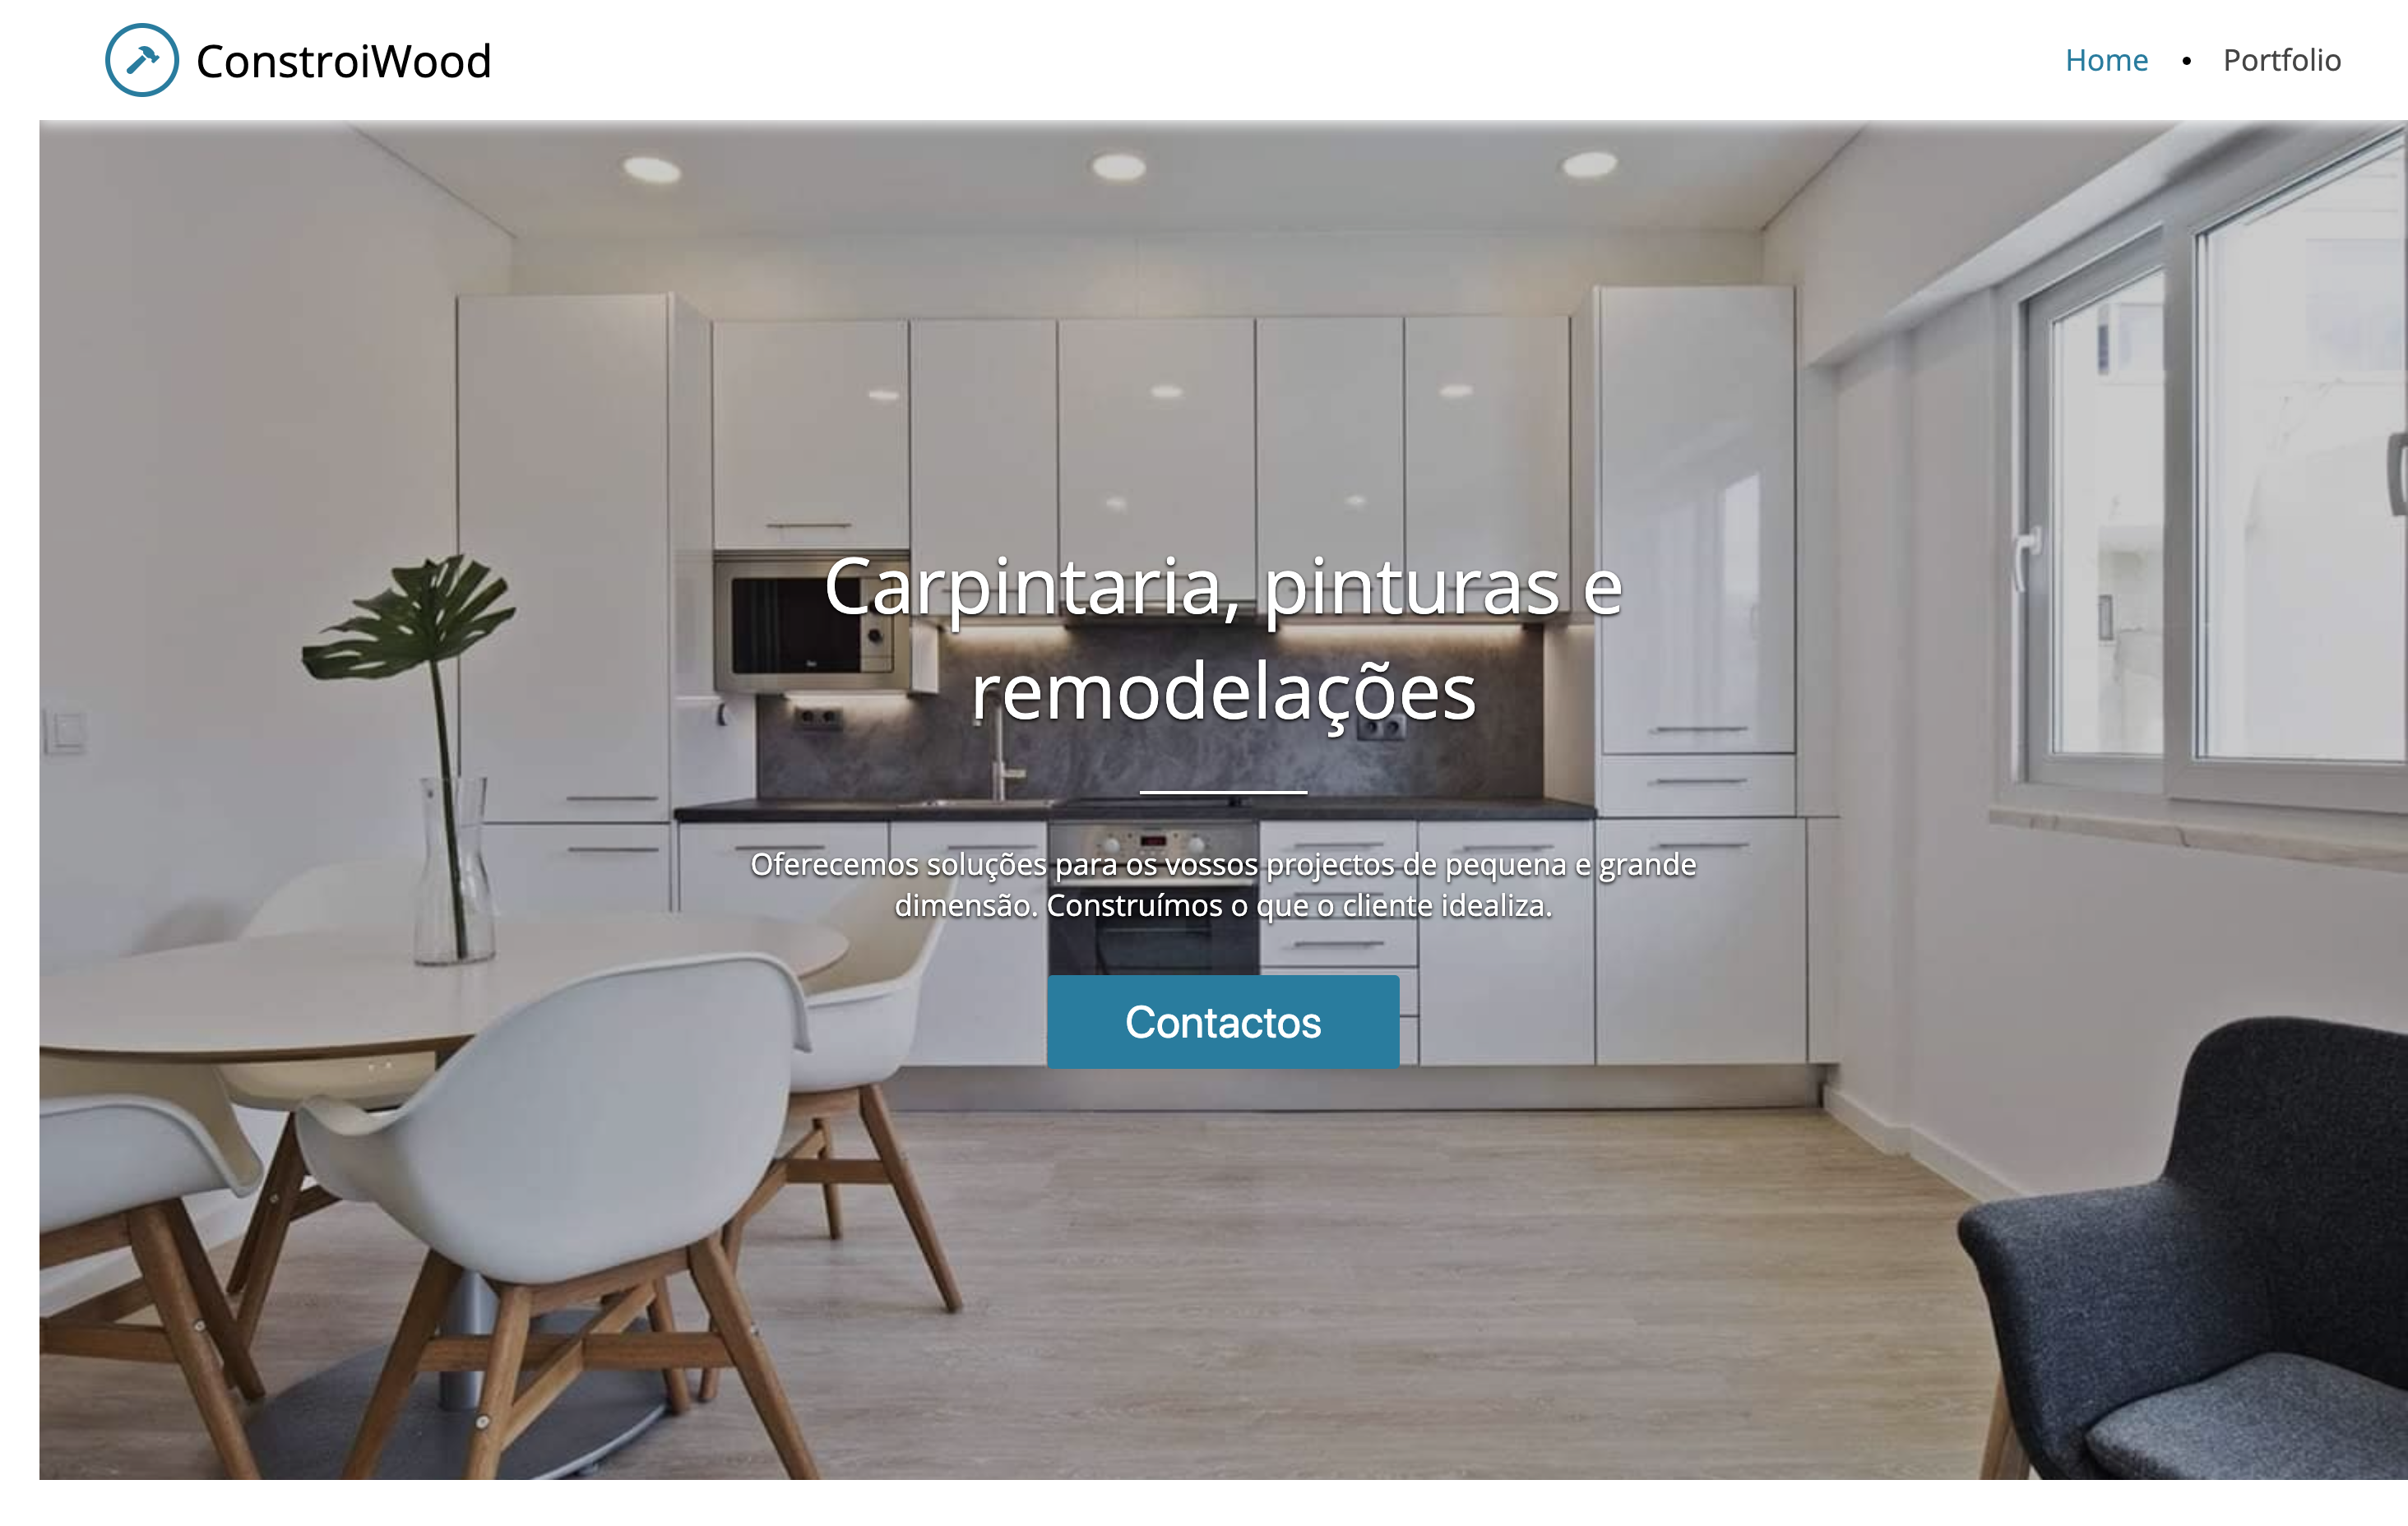 ConstroiWood
Home • Portfolio
Carpintaria, pinturas e
remodelações
Oferecemos soluções para os vossos projectos de pequena e grande
dimensão. Construímos o que o cliente idealiza.
Contactos